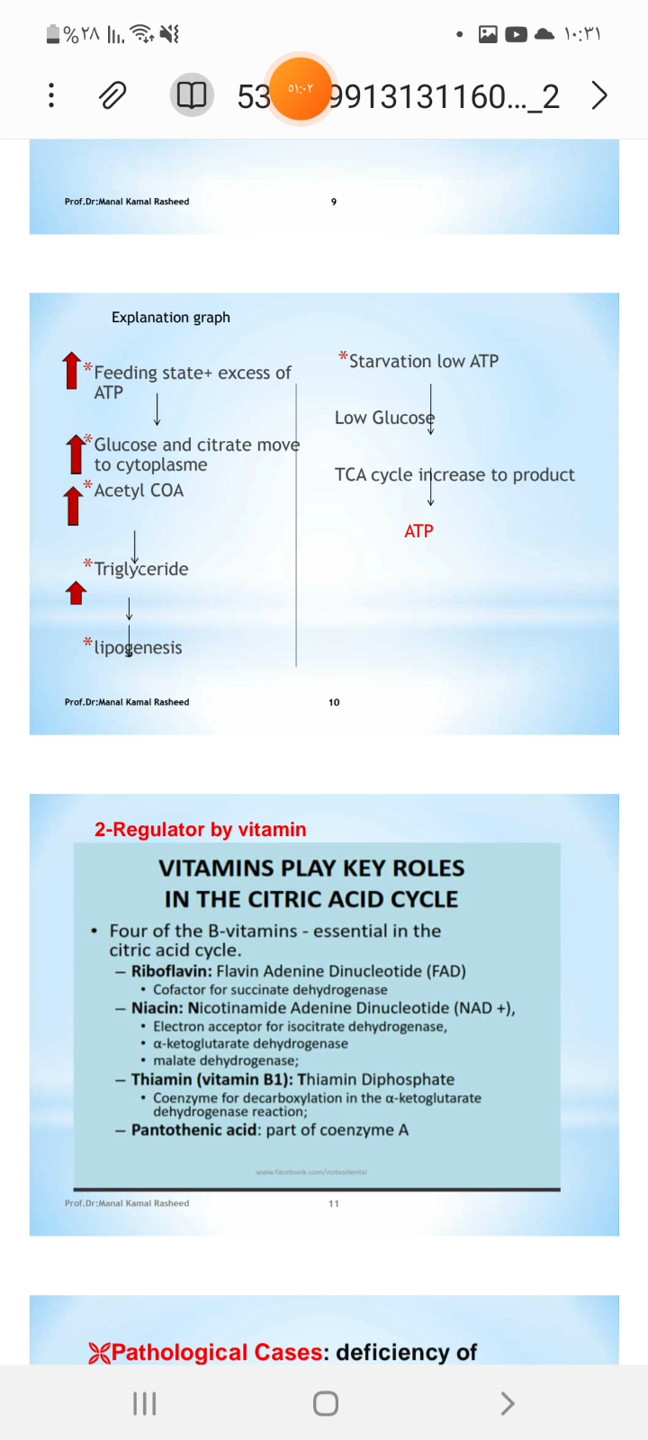 %٢٨
١٠:٣١
53
٥١:٠٢
9913131160..._2
Prof.Dr:Manal Kamal Rasheed
9
Explanation graph
*Feeding state+ excess of
ATP
*Glucose and citrate move
to cytoplasme
*Acetyl COA
*Triglyceride
*lipogenesis
*Starvation low ATP
Low Glucose
TCA cycle increase to product
ATP
Prof.Dr:Manal Kamal Rasheed
10
2-Regulator by vitamin
VITAMINS PLAY KEY ROLES
IN THE CITRIC ACID CYCLE
• Four of the B-vitamins - essential in the
citric acid cycle.
– Riboflavin: Flavin Adenine Dinucleotide (FAD)
• Cofactor for succinate dehydrogenase
– Niacin: Nicotinamide Adenine Dinucleotide (NAD +),
• Electron acceptor for isocitrate dehydrogenase,
• α-ketoglutarate dehydrogenase
• malate dehydrogenase;
– Thiamin (vitamin B1): Thiamin Diphosphate
• Coenzyme for decarboxylation in the α-ketoglutarate
dehydrogenase reaction;
– Pantothenic acid: part of coenzyme A
www.facebook.com/notesdental
Prof.Dr:Manal Kamal Rasheed
11
Pathological Cases: deficiency of